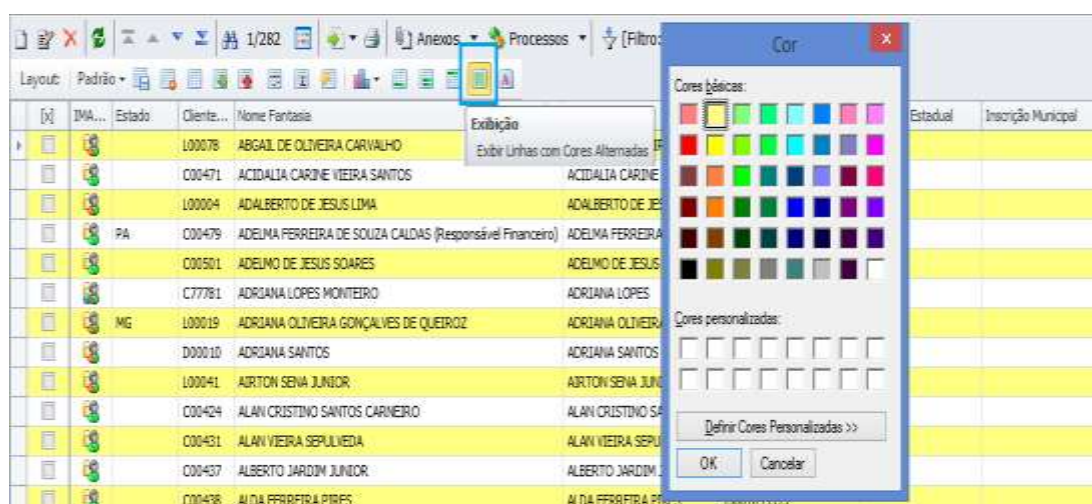 1/282 Anexos Processos [Filtro:
Cor
Layout: Padrão
Cores básicas:
[x] IMA... Estado Cliente... Nome Fantasia Estadual Inscrição Municipal
Exibição
Exibir Linhas com Cores Alternadas
L00078 ABGAIL DE OLIVEIRA CARVALHO
C00471 ACIDALIA CARINE VIEIRA SANTOS ACIDALIA CARINE
L00004 ADALBERTO DE JESUS LIMA ADALBERTO DE JES
PA C00479 ADELMA FERREIRA DE SOUZA CALDAS (Responsável Financeiro) ADELMA FERREIRA
C00501 ADELMO DE JESUS SOARES ADELMO DE JESUS
C77781 ADRIANA LOPES MONTEIRO ADRIANA LOPES
MG L00019 ADRIANA OLIVEIRA GONÇALVES DE QUEIROZ ADRIANA OLIVEIRA
Cores personalizadas:
D00010 ADRIANA SANTOS ADRIANA SANTOS
L00041 AIRTON SENA JUNIOR AIRTON SENA JUN
C00424 ALAN CRISTINO SANTOS CARNEIRO ALAN CRISTINO SA
Definir Cores Personalizadas >>
C00431 ALAN VIEIRA SEPULVEDA ALAN VIEIRA SEPU
C00437 ALBERTO JARDIM JUNIOR ALBERTO JARDIM
OK Cancelar
C00438 ALDA FERREIRA PIRES ALDA FERREIRA